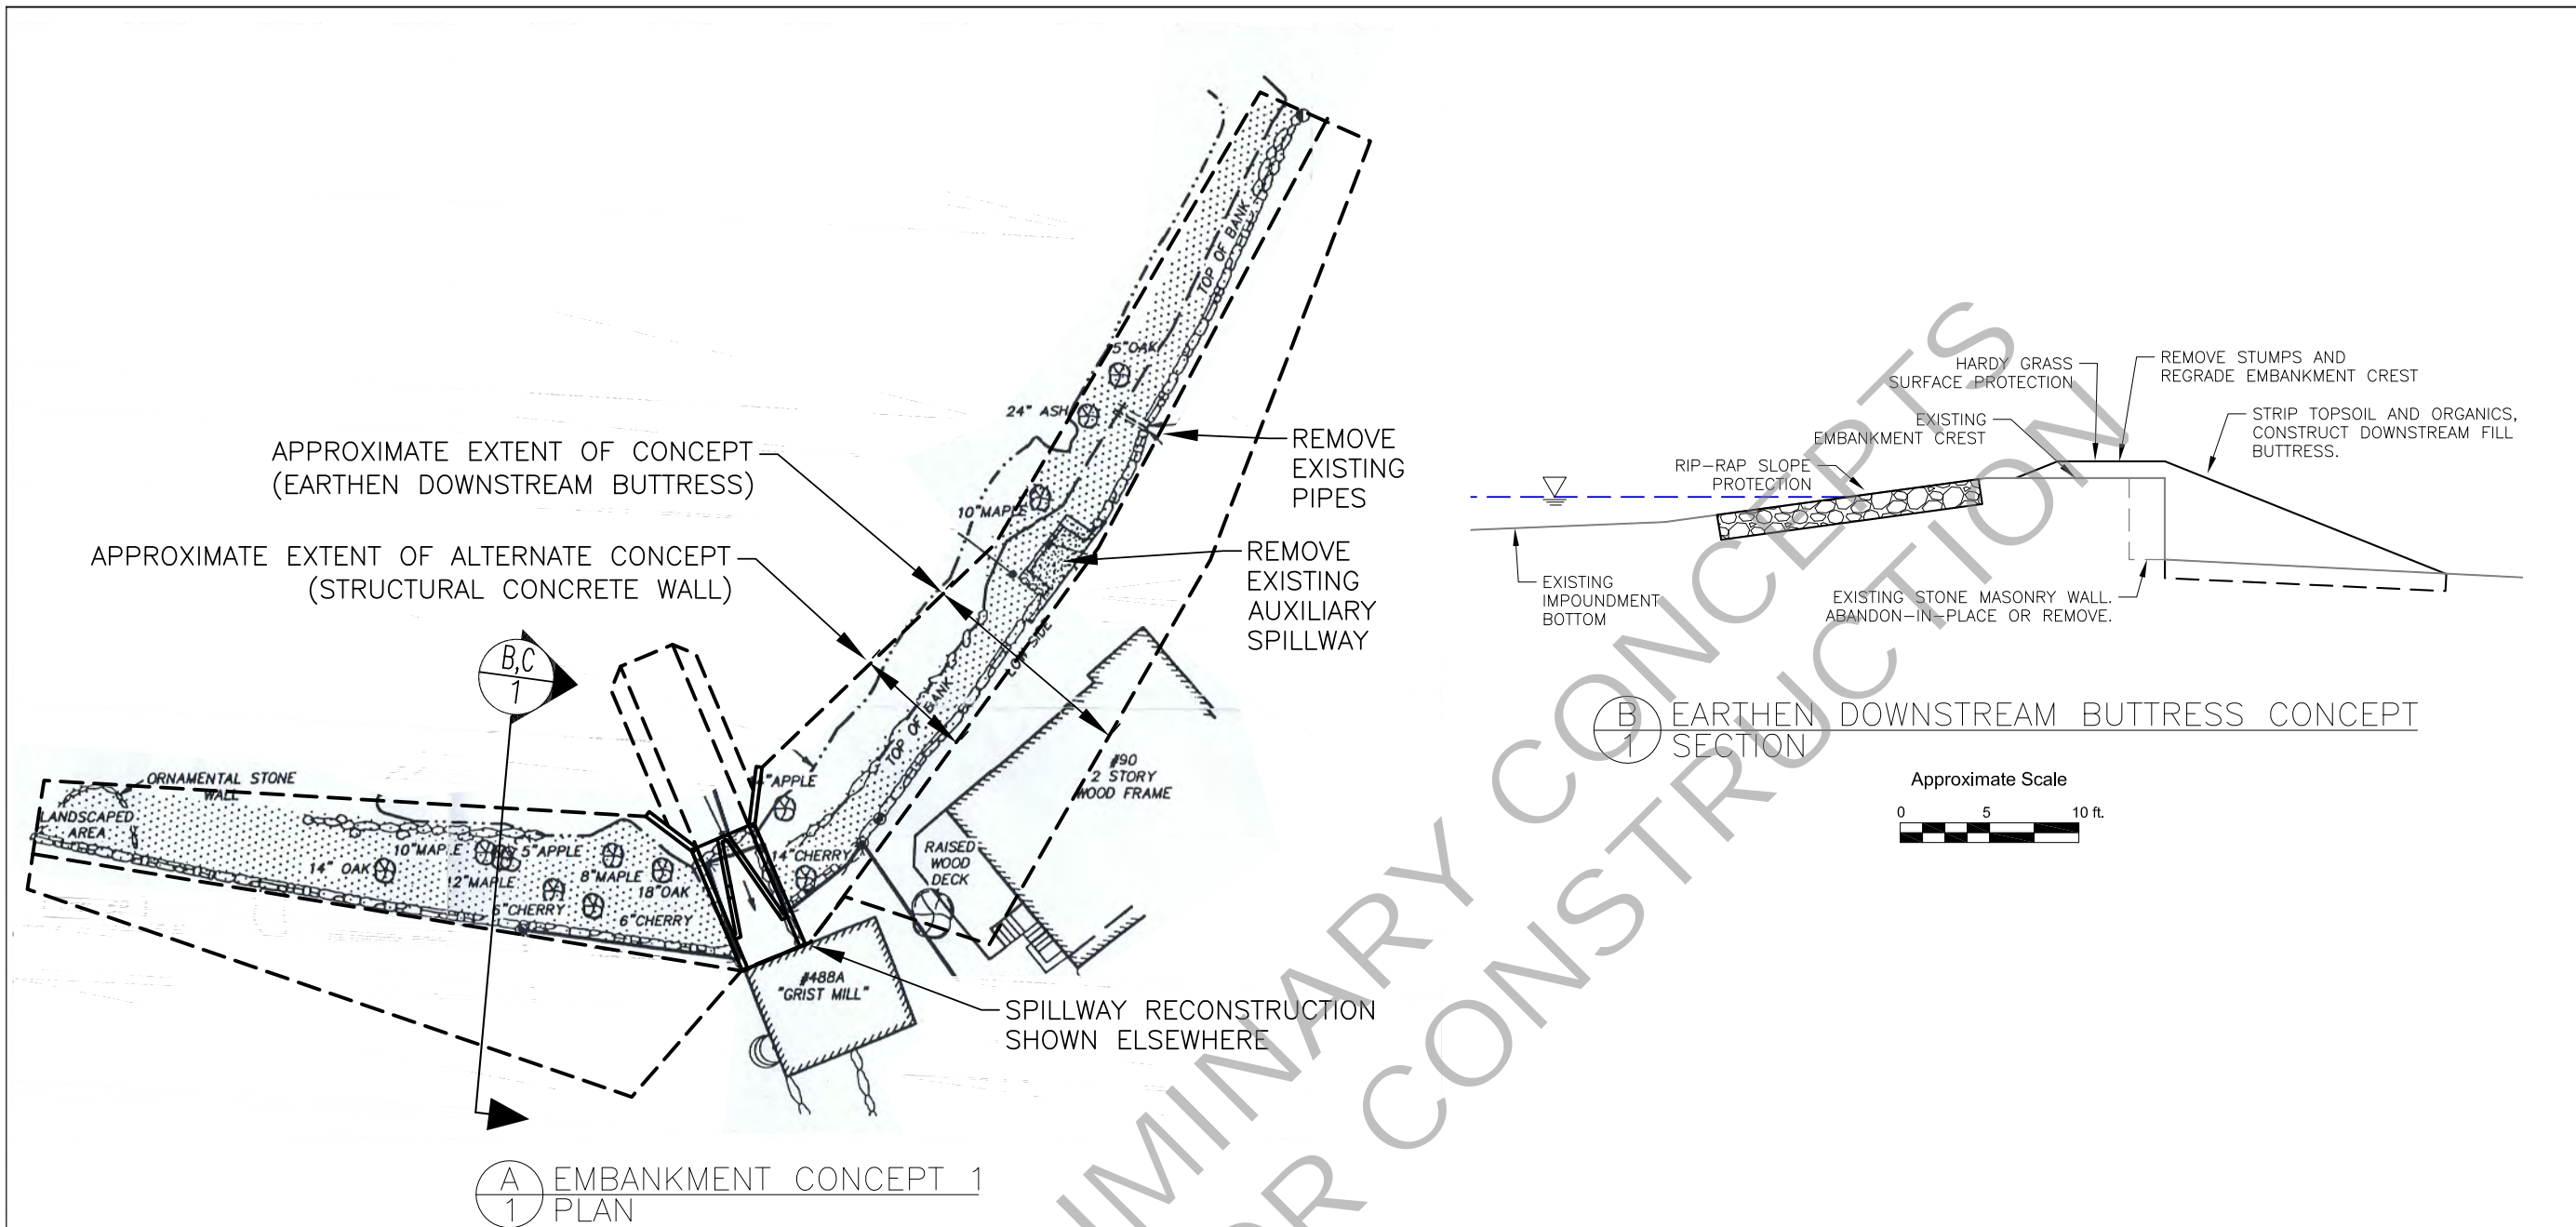 APPROXIMATE EXTENT OF CONCEPT
(EARTHEN DOWNSTREAM BUTTRESS)
APPROXIMATE EXTENT OF ALTERNATE CONCEPT
(STRUCTURAL CONCRETE WALL)
B,C
1
TOP OF BANK
5"OAK
24" ASH
10"MAPLE
REMOVE
EXISTING
PIPES
REMOVE
EXISTING
AUXILIARY
SPILLWAY
SIDE
TOP OF BANK
#90
2 STORY
WOOD FRAME
RAISED
WOOD
DECK
"APPLE
14"CHERRY
ORNAMENTAL STONE
WALL
LANDSCAPED
AREA
14" OAK
10"MAPLE
12"MAPLE
5"APPLE
8"MAPLE
18"OAK
6"CHERRY
#488A
"GRIST MILL"
SPILLWAY RECONSTRUCTION
SHOWN ELSEWHERE
A
1
EMBANKMENT CONCEPT 1
PLAN
HARDY GRASS
SURFACE PROTECTION
REMOVE STUMPS AND
REGRADE EMBANKMENT CREST
EXISTING
EMBANKMENT CREST
STRIP TOPSOIL AND ORGANICS,
CONSTRUCT DOWNSTREAM FILL
BUTTRESS.
RIP-RAP SLOPE
PROTECTION
EXISTING
IMPOUNDMENT
BOTTOM
EXISTING STONE MASONRY WALL.
ABANDON-IN-PLACE OR REMOVE.
B
1
EARTHEN DOWNSTREAM BUTTRESS CONCEPT
SECTION
Approximate Scale
0 5 10 ft.
IMINARY CONCEPTS
OR CONSTRUCTION